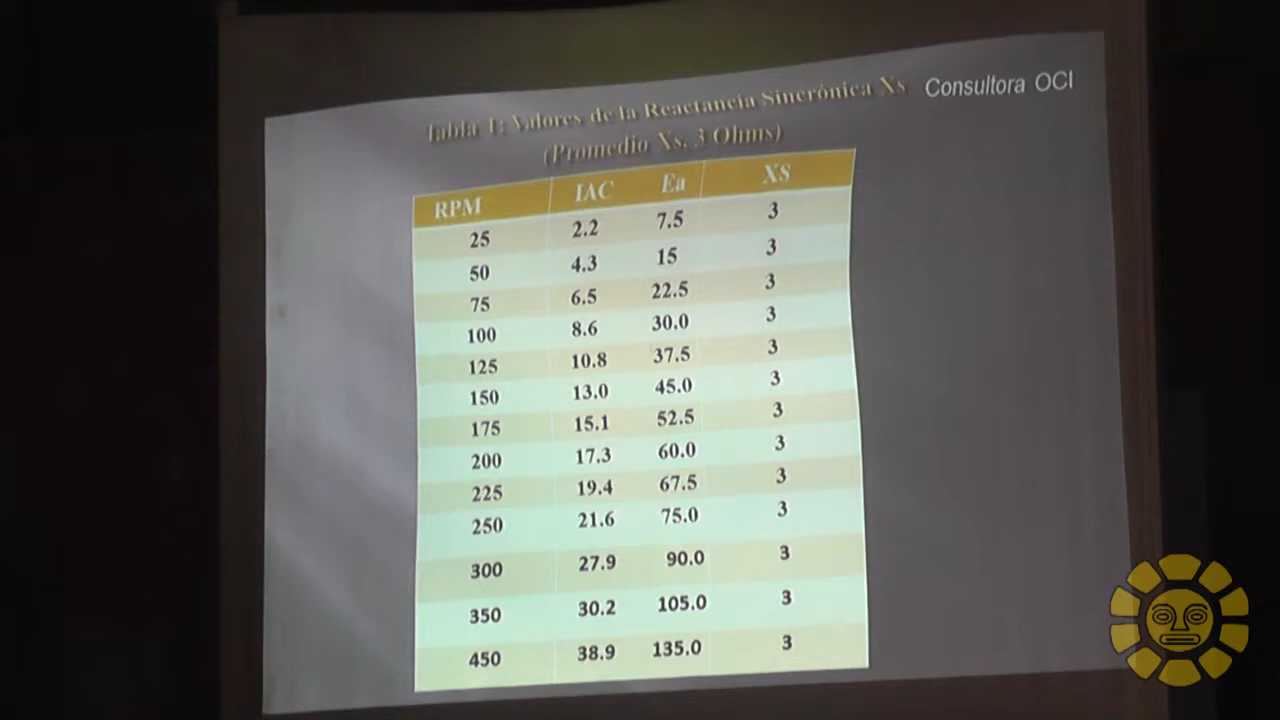 Consultora OCI
Tabla 1: Valores de la Reactancia Sincrónica Xs
(Promedio Xs. 3 Ohms)
RPM IAC Ea XS
25 2.2 7.5 3
50 4.3 15 3
75 6.5 22.5 3
100 8.6 30.0 3
125 10.8 37.5 3
150 13.0 45.0 3
175 15.1 52.5 3
200 17.3 60.0 3
225 19.4 67.5 3
250 21.6 75.0 3
300 27.9 90.0 3
350 30.2 105.0 3
450 38.9 135.0 3